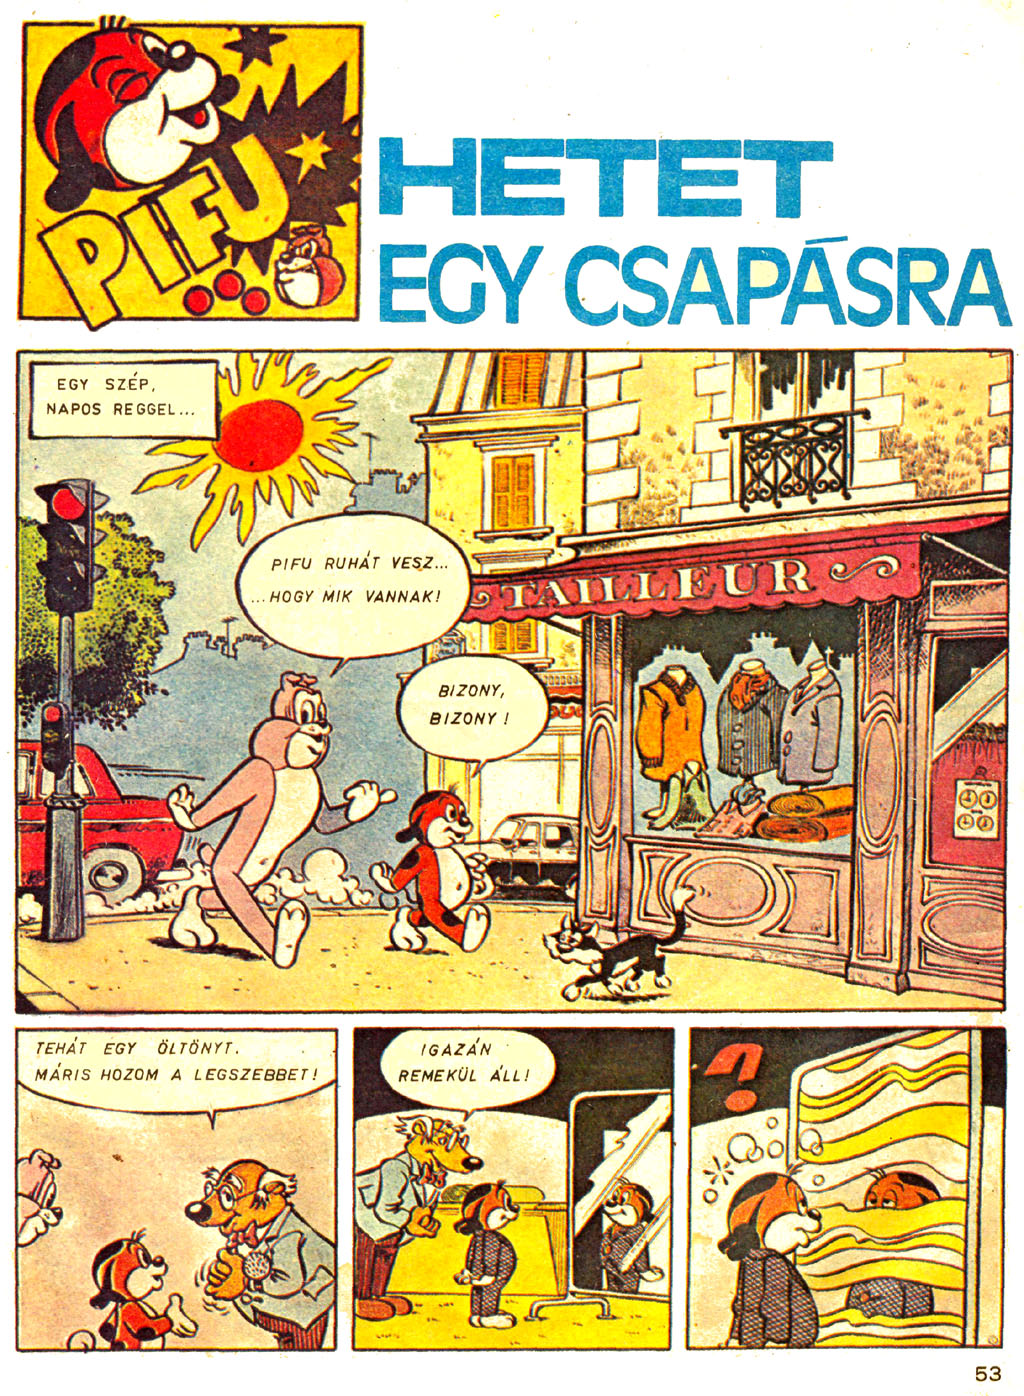 PIFU
HETET
EGY CSAPÁSRA
EGY SZÉP,
NAPOS REGGEL...
PIFU RUHÁT VESZ...
...HOGY MIK VANNAK!
TAILLEUR
BIZONY,
BIZONY!
TEHÁT EGY ÖLTÖNYT.
MÁRIS HOZOM A LEGSZEBBET!
IGAZÁN
REMEKÜL ÁLL!
?
53